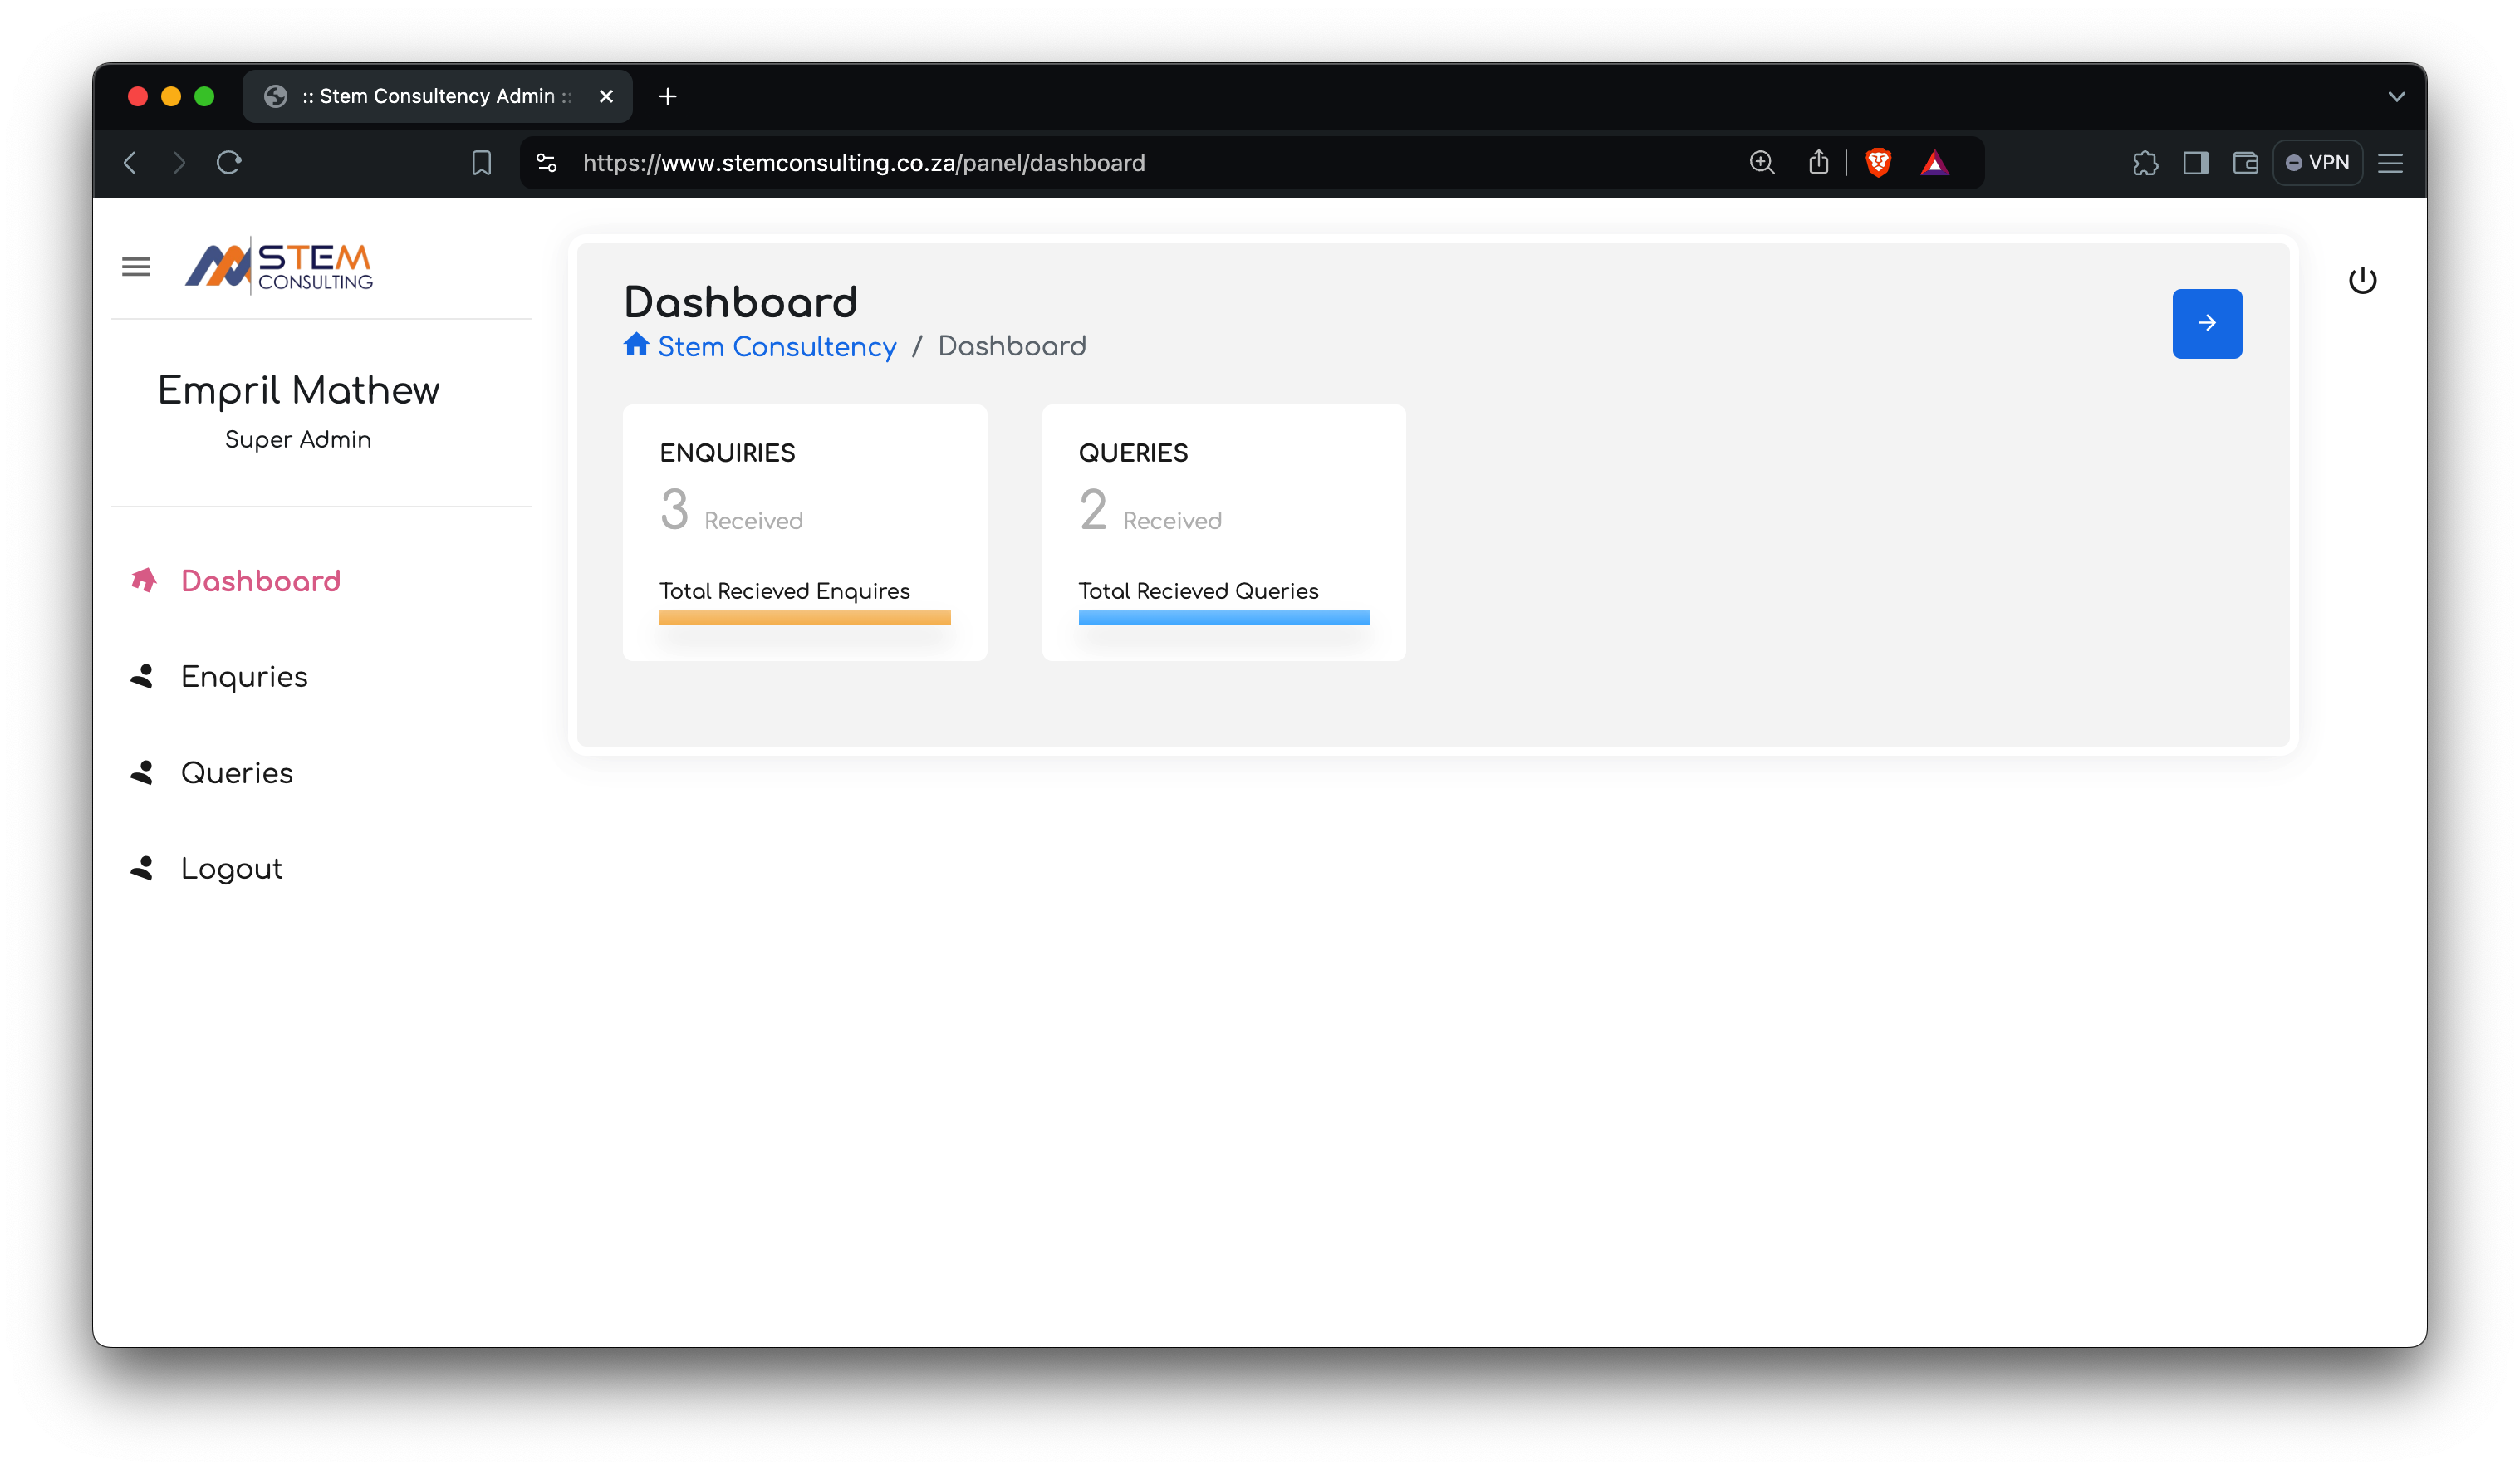 :: Stem Consultency Admin ::
https://www.stemconsulting.co.za/panel/dashboard
VPN
STEM
CONSULTING
Empril Mathew
Super Admin
Dashboard
Enquries
Queries
Logout
Dashboard
Stem Consultency / Dashboard
ENQUIRIES
3 Received
Total Recieved Enquires
QUERIES
2 Received
Total Recieved Queries